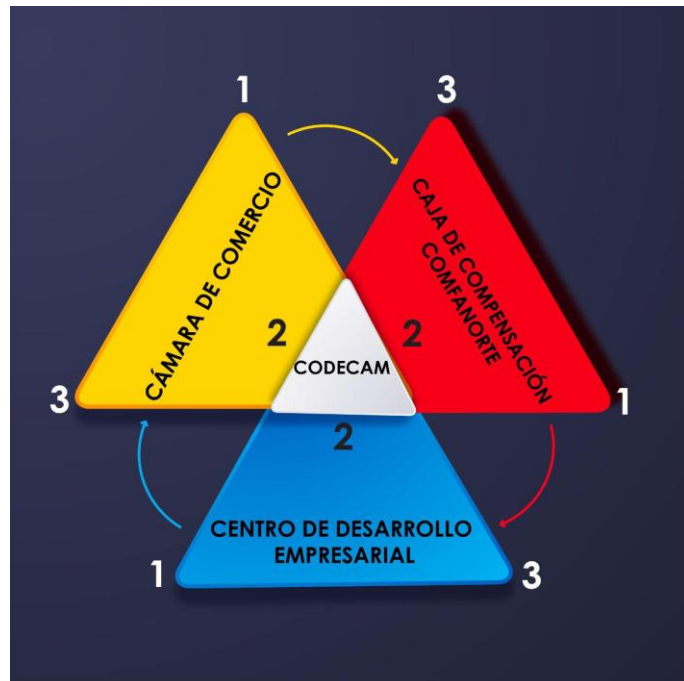 1
3
CÁMARA DE COMERCIO
CAJA DE COMPENSACIÓN
COMFANORTE
2
2
CODECAM
3
1
2
CENTRO DE DESARROLLO
EMPRESARIAL
1
3